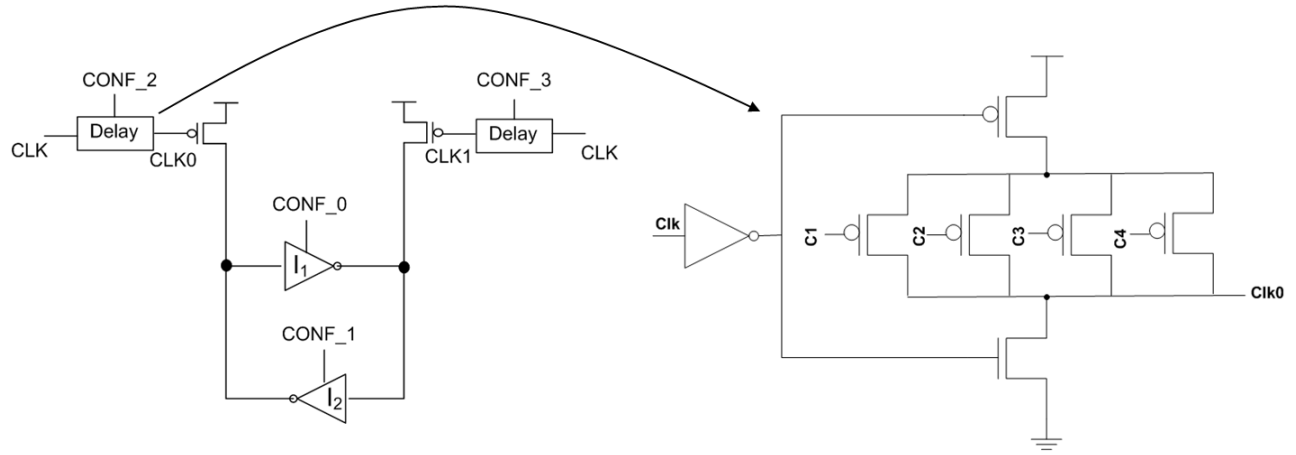 CONF_2
CONF_3
Delay
Delay
CLK
CLK0
CLK1
CLK
CONF_0
I1
CONF_1
I2
Clk
C1
C2
C3
C4
Clk0